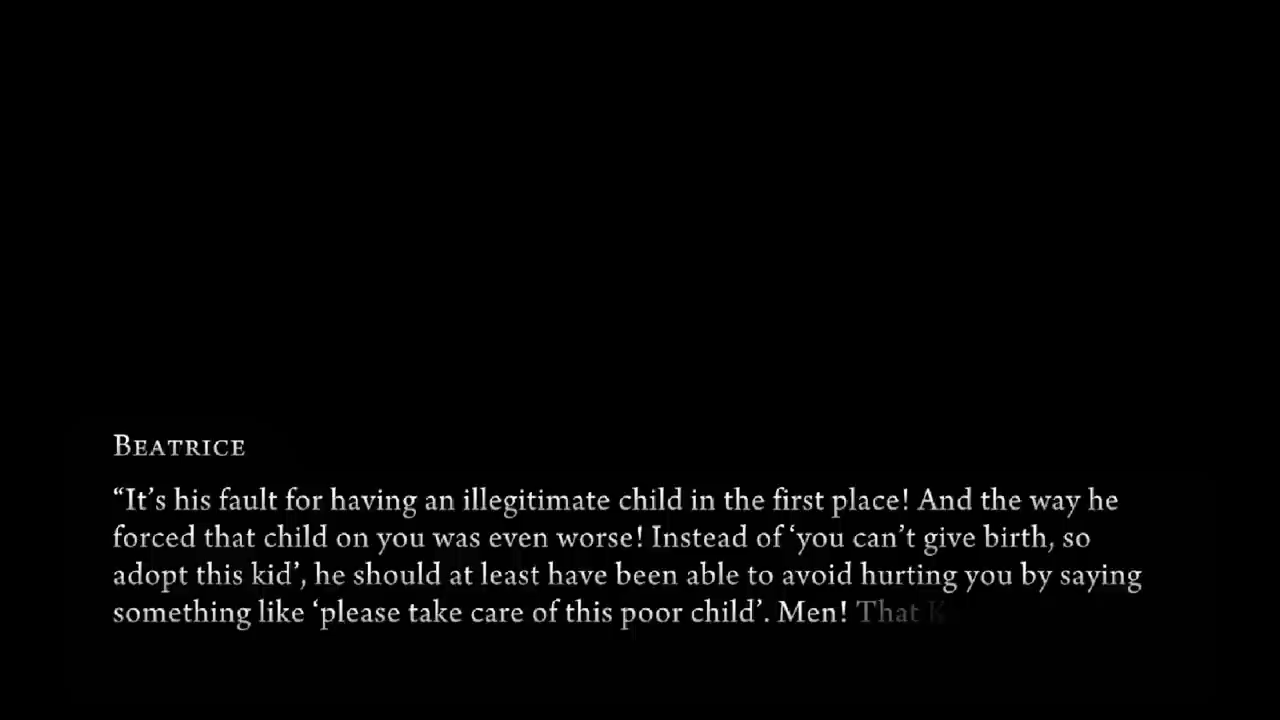 Beatrice
“It’s his fault for having an illegitimate child in the first place! And the way he
forced that child on you was even worse! Instead of ‘you can’t give birth, so
adopt this kid’, he should at least have been able to avoid hurting you by saying
something like ‘please take care of this poor child’. Men! That K